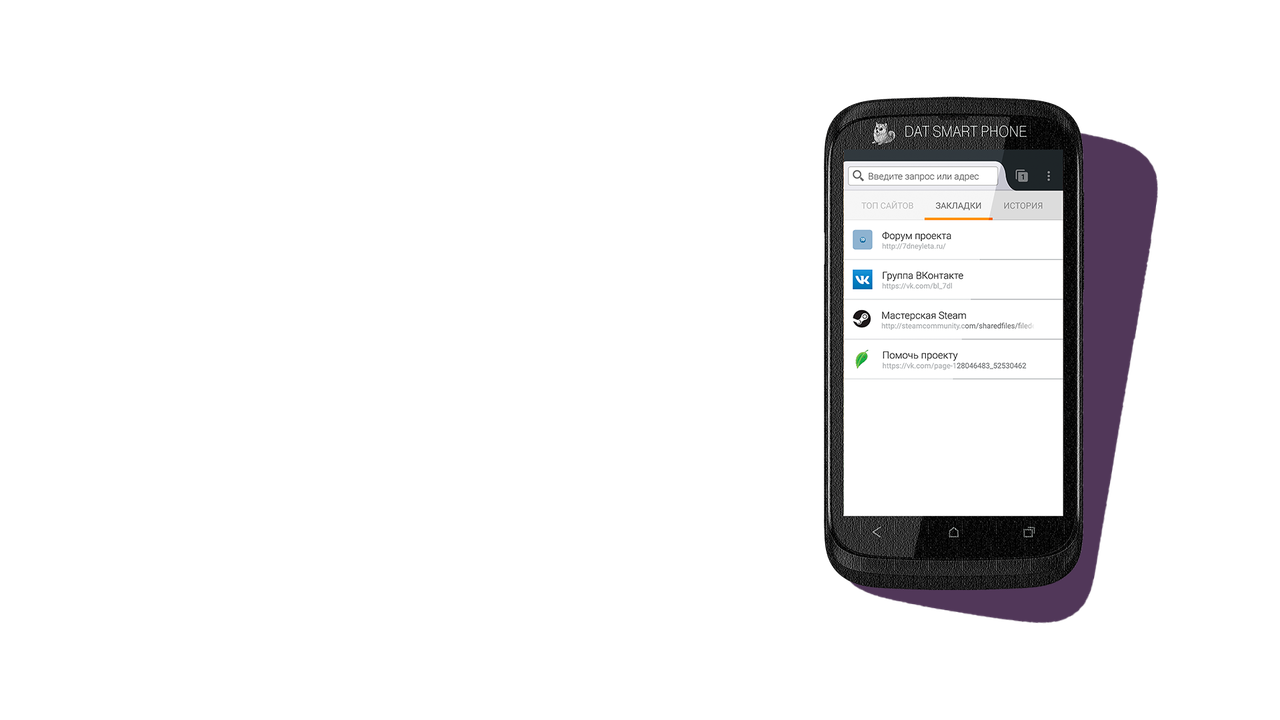 DAT SMART PHONE
Введите запрос или адрес
1
ТОП САЙТОВ ЗАКЛАДКИ ИСТОРИЯ
Форум проекта
http://7dneyleta.ru/
Группа ВКонтакте
https://vk.com/bl_7dl
Мастерская Steam
http://steamcommunity.com/sharedfiles/filed
Помочь проекту
https://vk.com/page-128046483_52530462